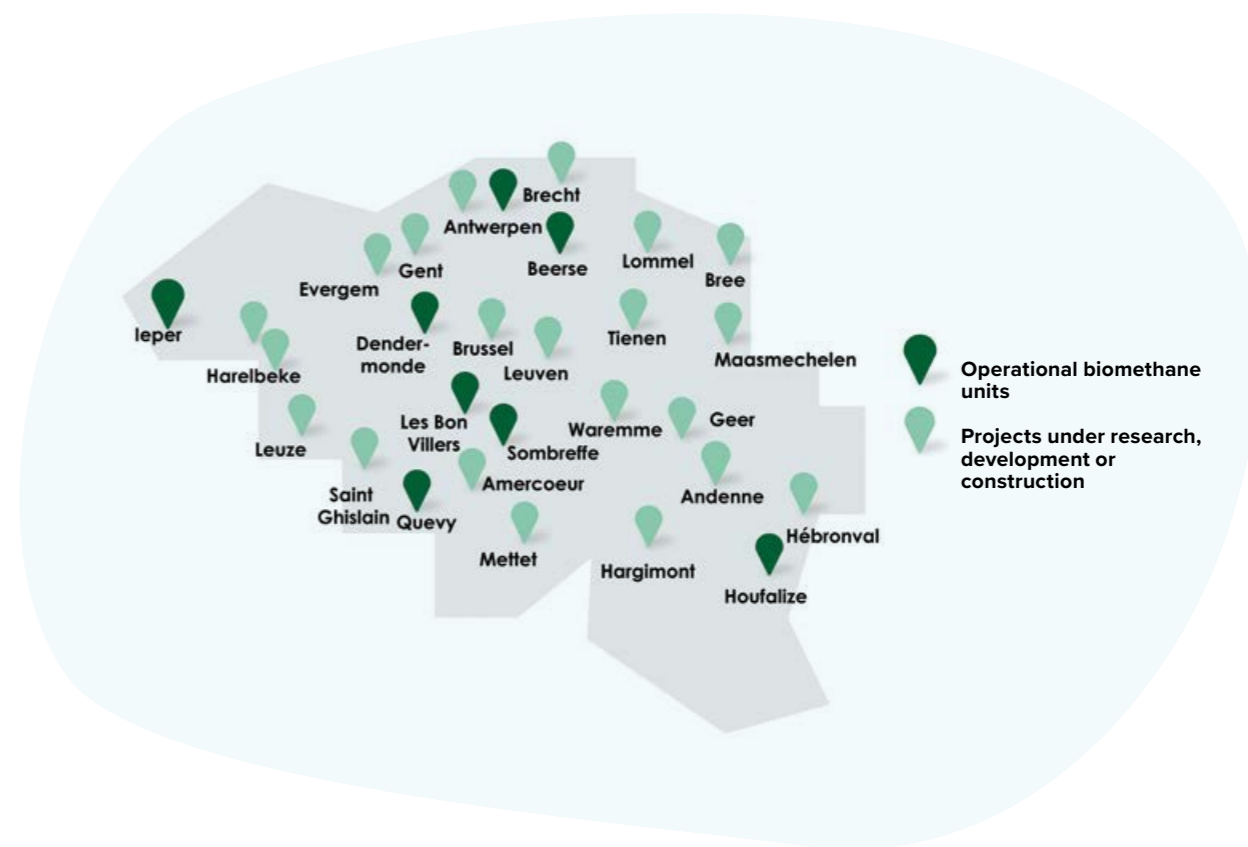 Brecht
Antwerpen
Beerse
Lommel
Bree
Gent
Evergem
Ieper
Harelbeke
Dender-
monde
Brussel
Leuven
Tienen
Maasmechelen
Leuze
Les Bon
Villers
Sombreffe
Waremme
Geer
Amercoeur
Andenne
Saint
Ghislain
Quevy
Mettet
Hargimont
Hébronval
Houfalize
Operational biomethane
units
Projects under research,
development or
construction